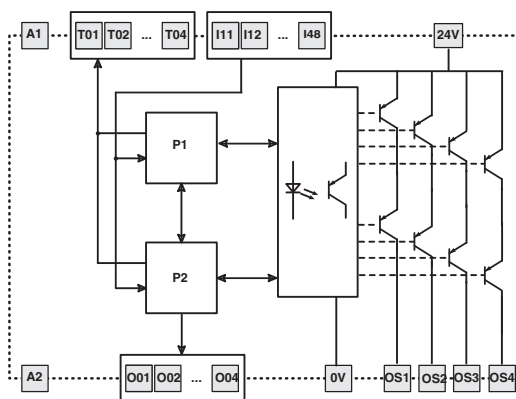 A1 T01 T02 ... T04 I11 I12 ... I48 24V
P1
P2
A2 O01 O02 ... O04 0V OS1 OS2 OS3 OS4